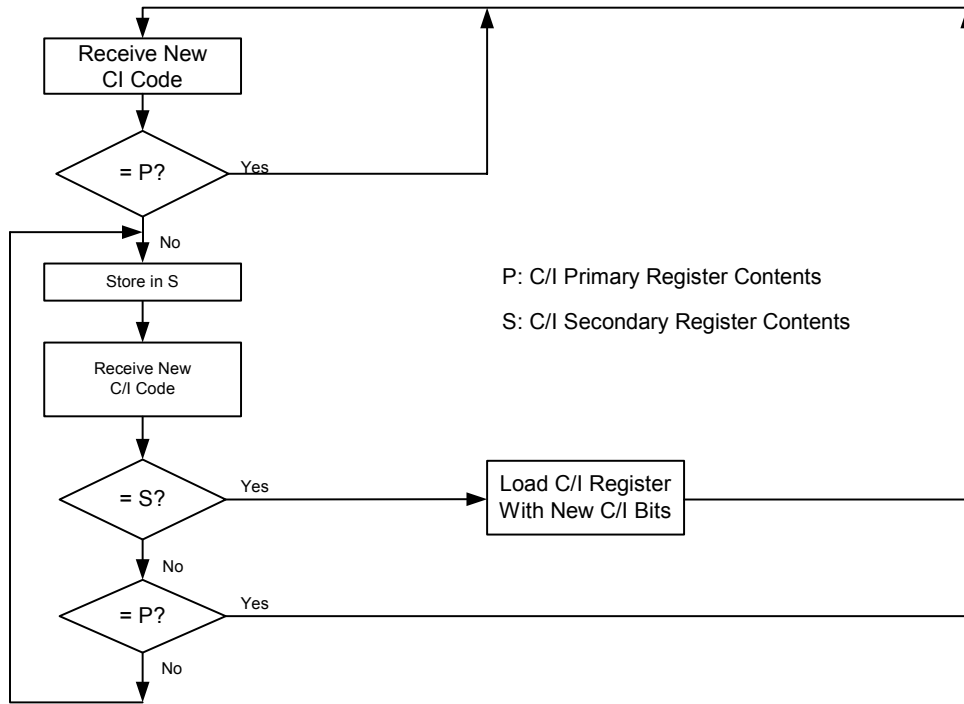 Receive New
CI Code
= P?
Yes
No
Store in S
P: C/I Primary Register Contents
S: C/I Secondary Register Contents
Receive New
C/I Code
= S?
Yes
Load C/I Register
With New C/I Bits
No
= P?
Yes
No